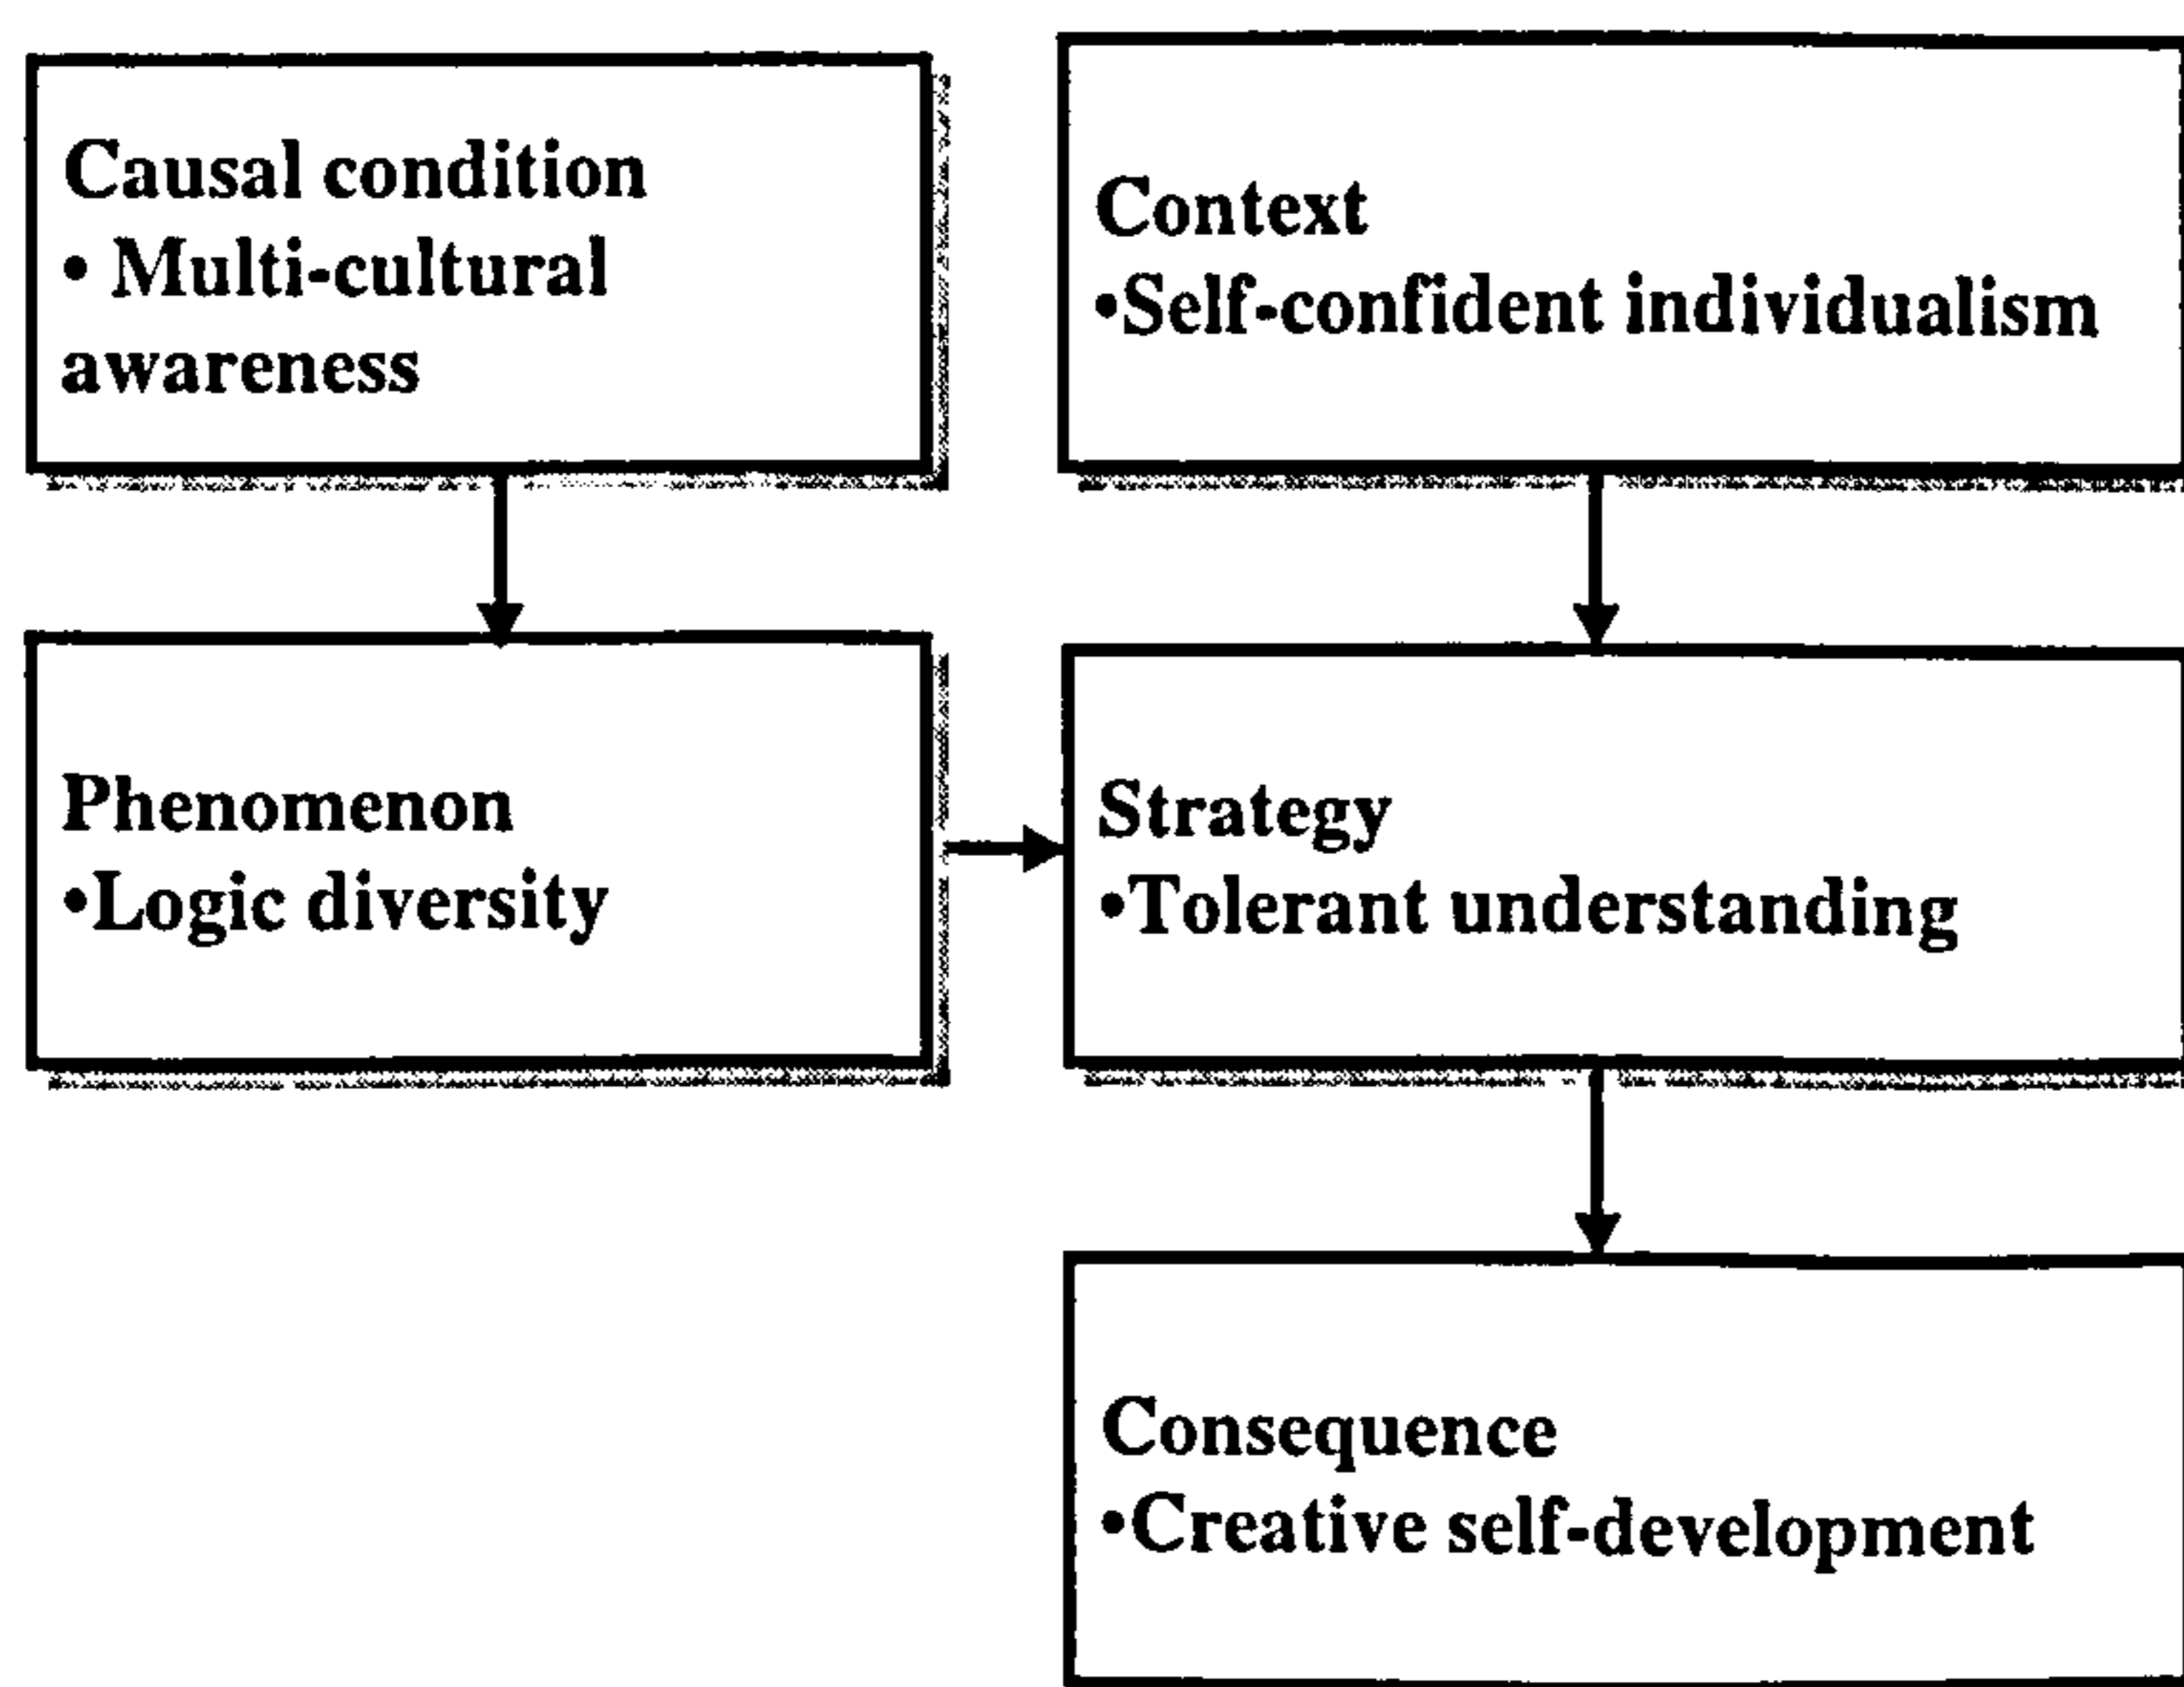 Causal condition
• Multi-cultural
awareness
Context
•Self-confident individualism
Phenomenon
•Logic diversity
Strategy
•Tolerant understanding
Consequence
•Creative self-development